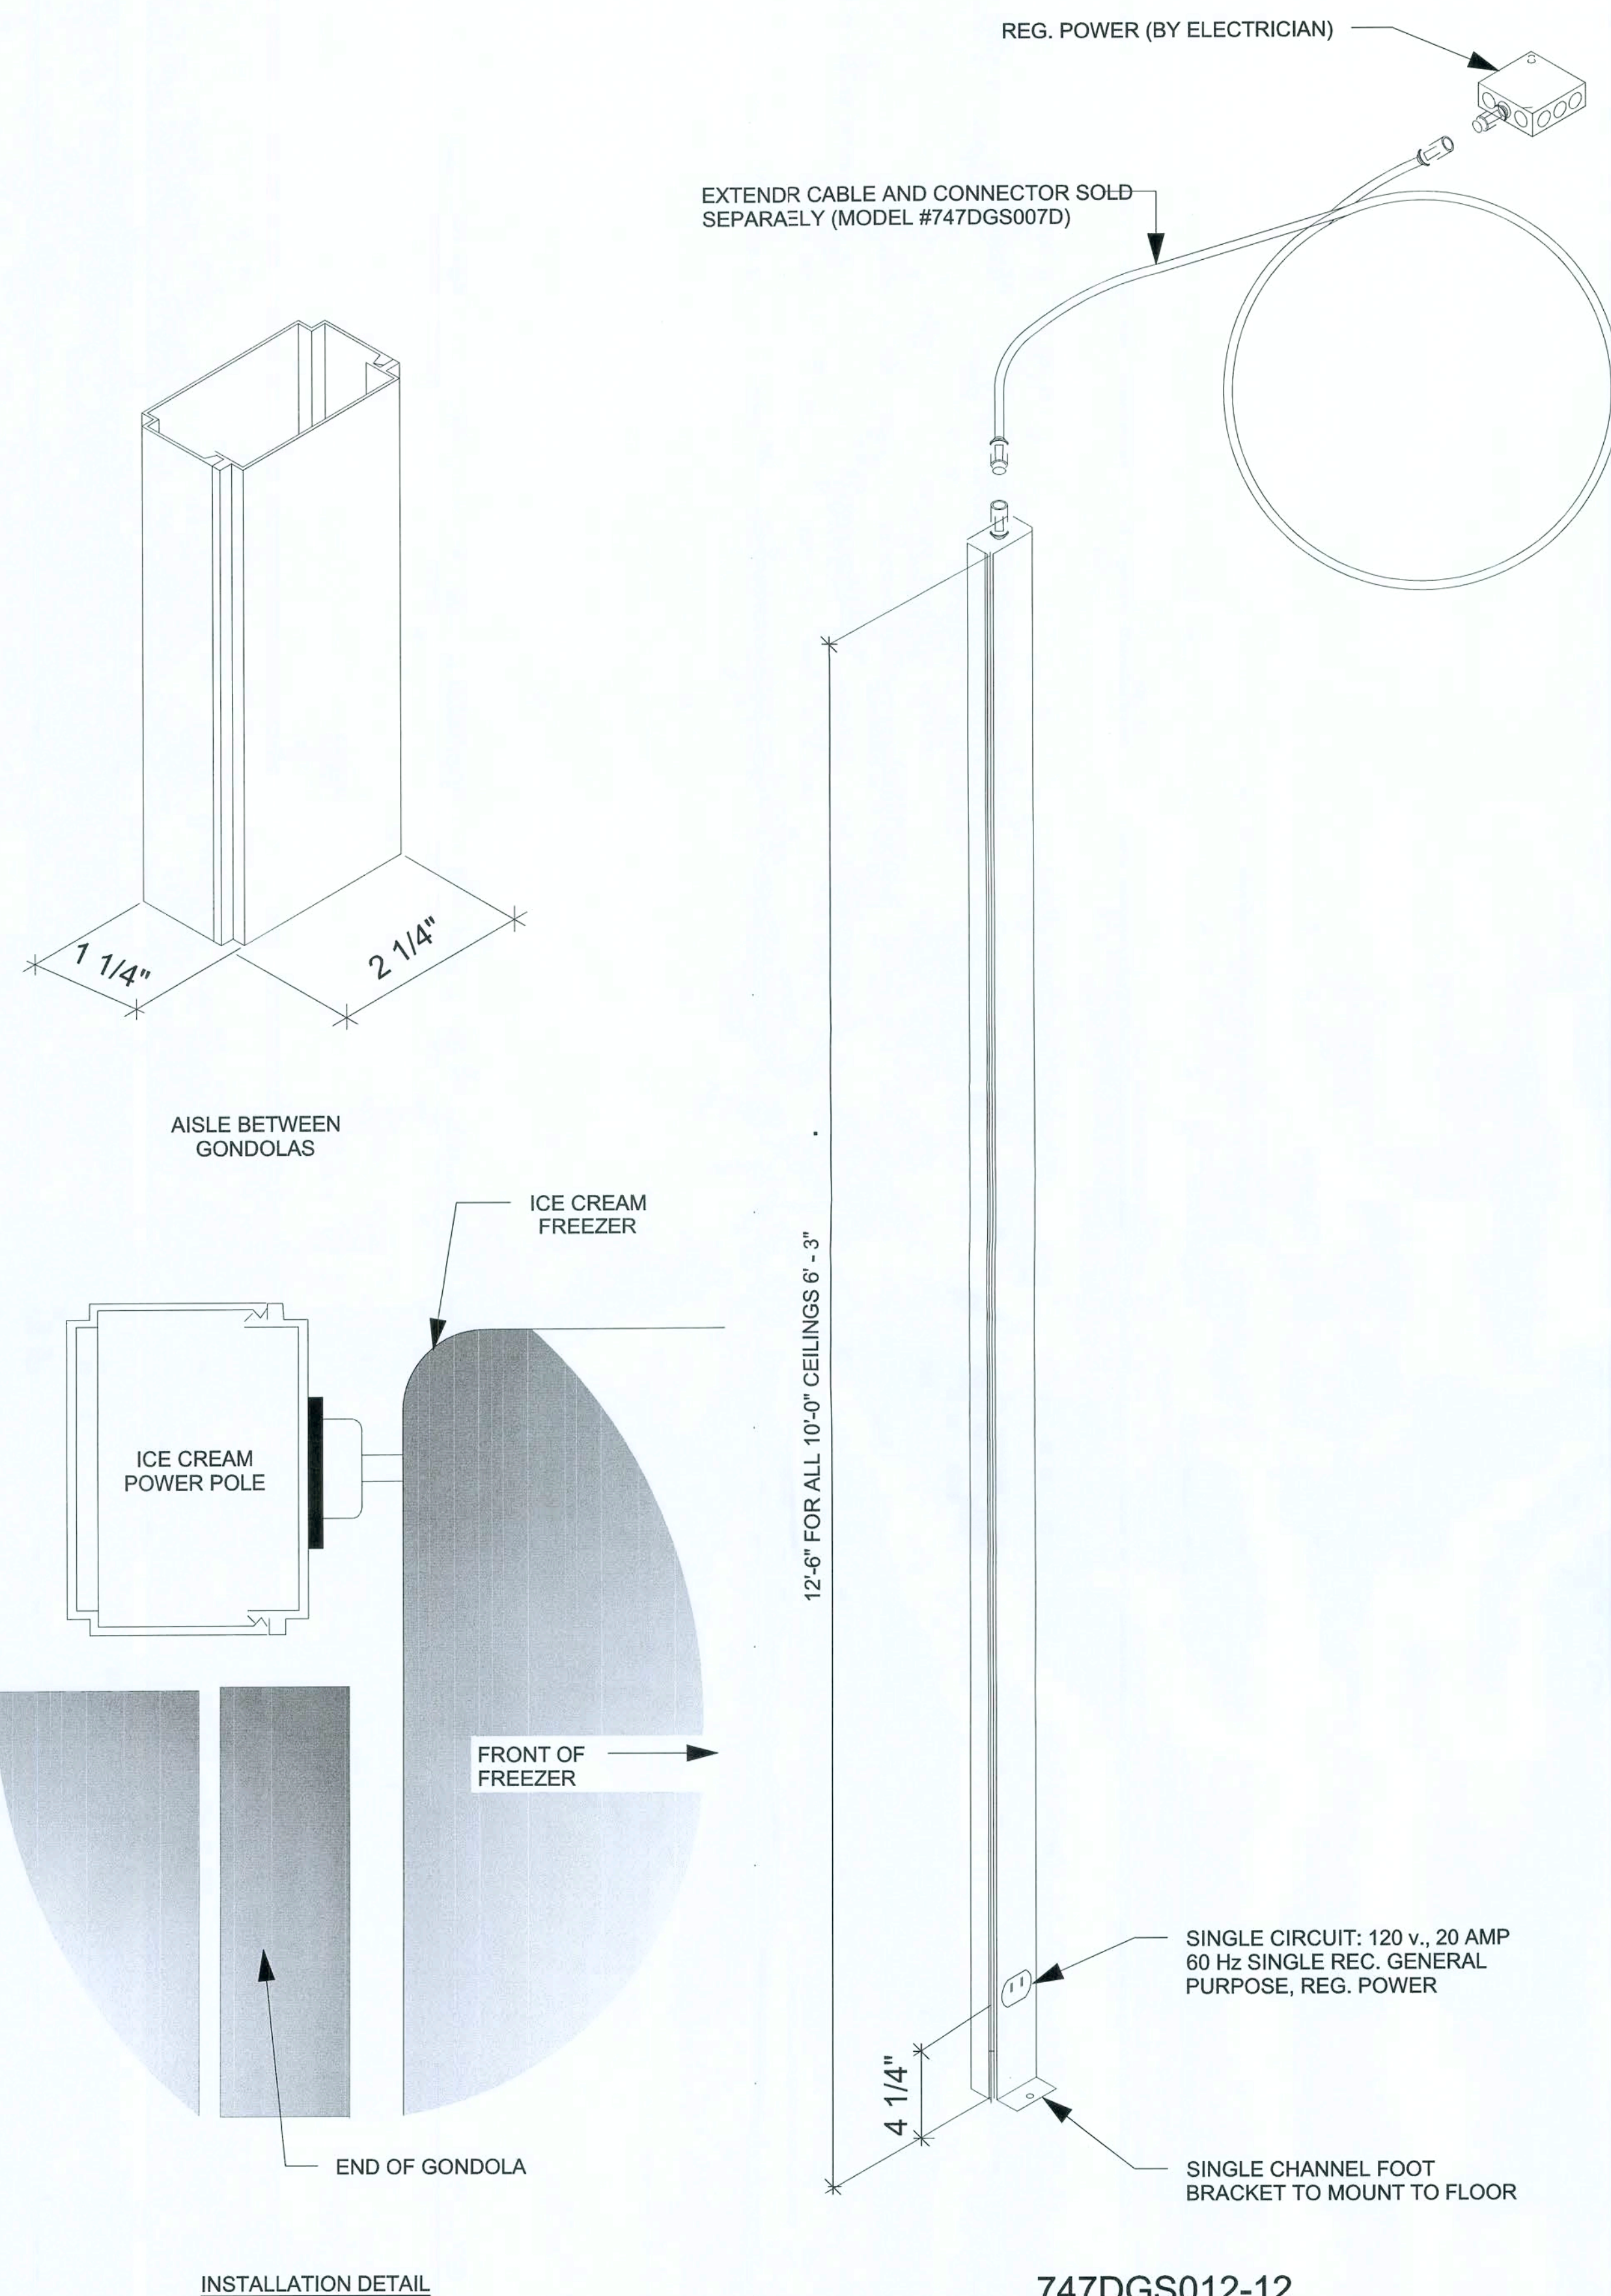 REG. POWER (BY ELECTRICIAN)
EXTENDR CABLE AND CONNECTOR SOLD
SEPARAELY (MODEL #747DGS007D)
1 1/4"
2 1/4"
AISLE BETWEEN
GONDOLAS
ICE CREAM
FREEZER
ICE CREAM
POWER POLE
12'-6" FOR ALL 10'-0" CEILINGS 6' - 3"
FRONT OF
FREEZER
SINGLE CIRCUIT: 120 v., 20 AMP
60 Hz SINGLE REC. GENERAL
PURPOSE, REG. POWER
4 1/4"
END OF GONDOLA
SINGLE CHANNEL FOOT
BRACKET TO MOUNT TO FLOOR
INSTALLATION DETAIL
747DGS012-12